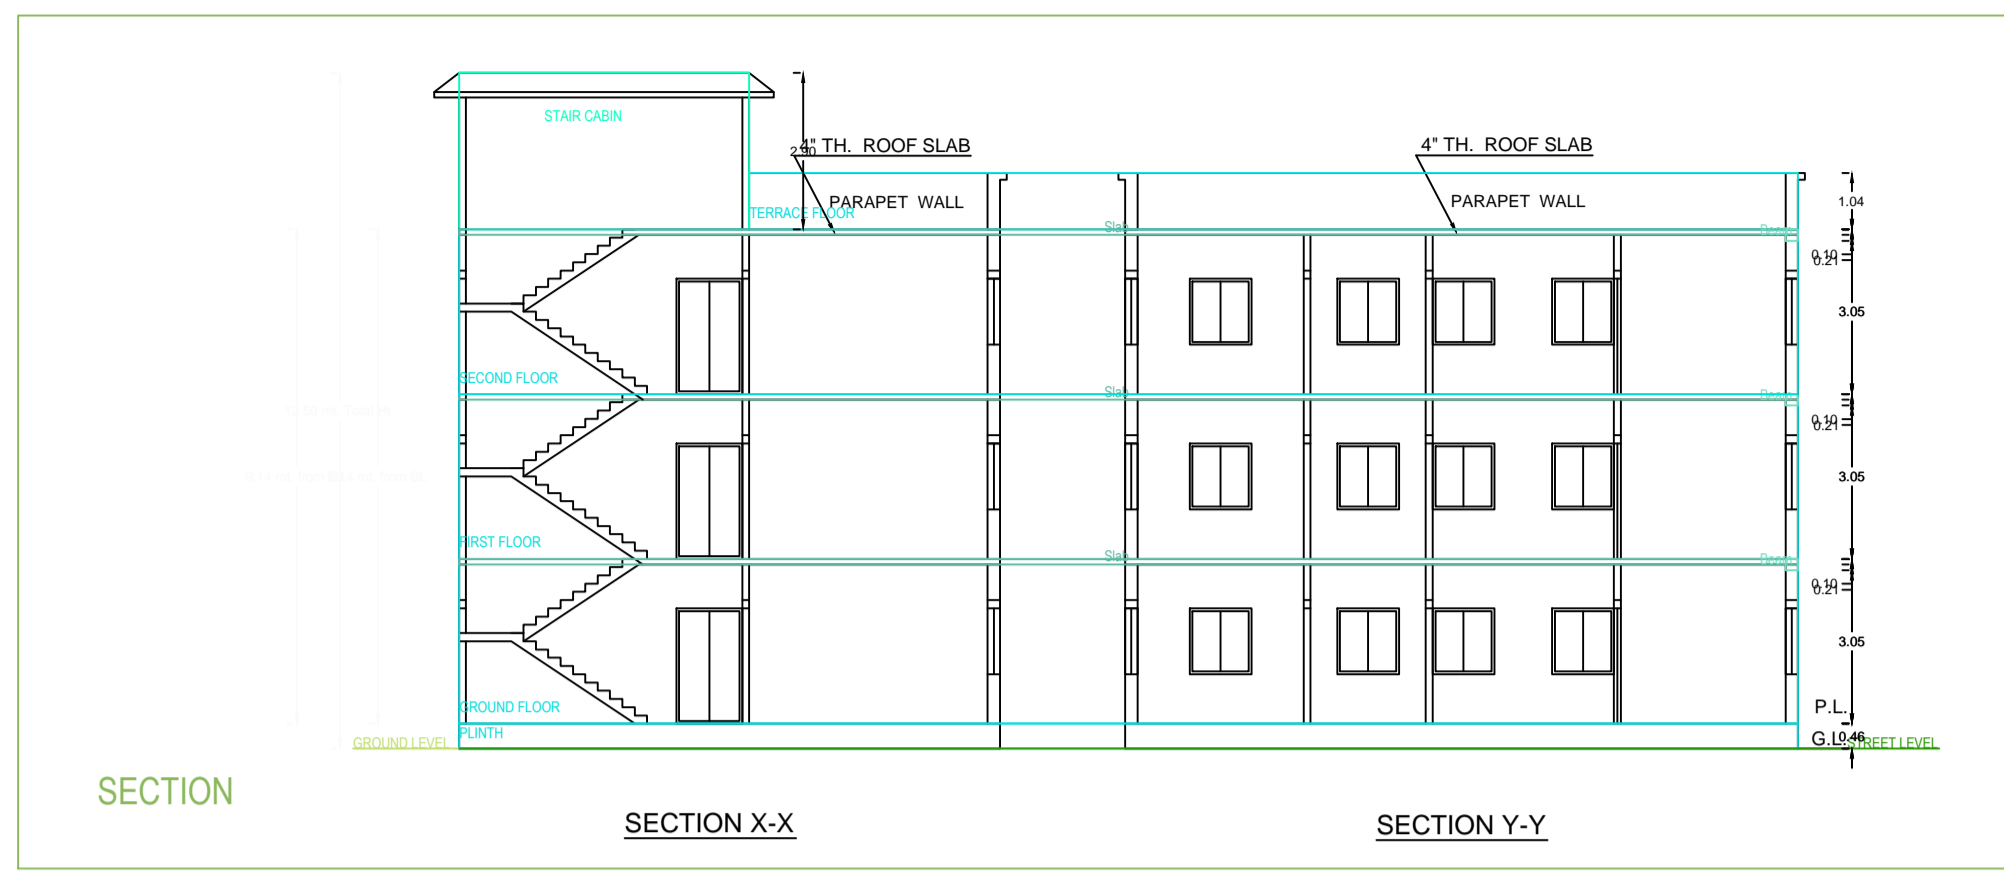 STAIR CABIN
4" TH. ROOF SLAB
2.90
4" TH. ROOF SLAB
PARAPET WALL
PARAPET WALL
1.04
TERRACE FLOOR
Slab
Beam
0.10
0.21
3.05
SECOND FLOOR
Slab
Beam
0.10
0.21
3.05
FIRST FLOOR
Slab
Beam
0.10
0.21
3.05
GROUND FLOOR
P.L.
PLINTH
GROUND LEVEL
G.L.
0.46
STREET LEVEL
SECTION
SECTION X-X
SECTION Y-Y